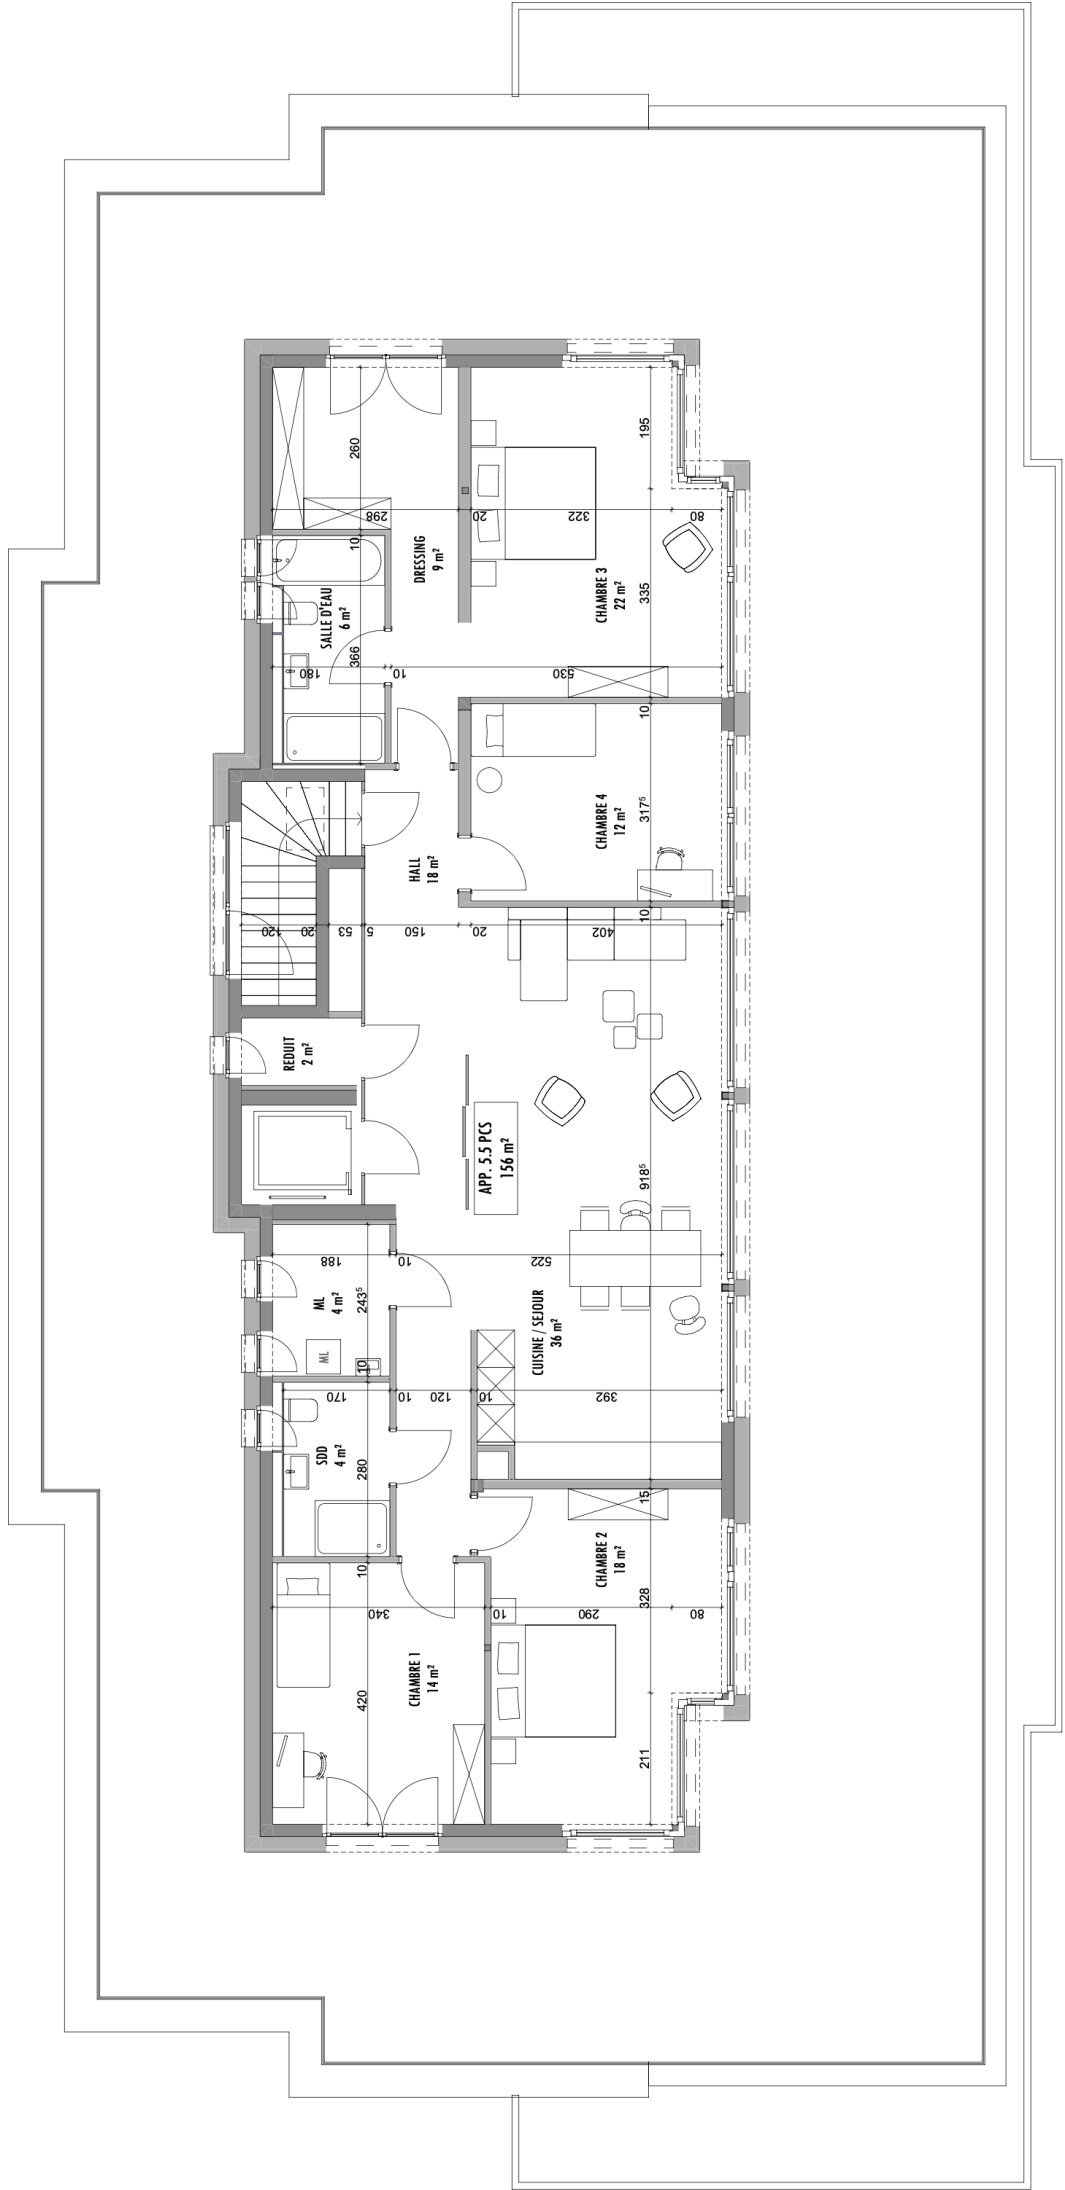 260
195
298
20
322
80
10
DRESSING
9 m²
SALLE D'EAU
6 m²
CHAMBRE 3
22 m²
335
366
180
10
530
10
CHAMBRE 4
12 m²
317⁵
HALL
18 m²
10
120
20
53
5
150
20
402
REDUIT
2 m²
APP. 5.5 PCS
156 m²
918⁵
188
10
522
ML
4 m²
243⁵
CUISINE / SEJOUR
36 m²
ML
10
170
10
120
10
392
SDD
4 m²
280
15
CHAMBRE 2
18 m²
10
328
340
10
290
80
CHAMBRE 1
14 m²
420
211